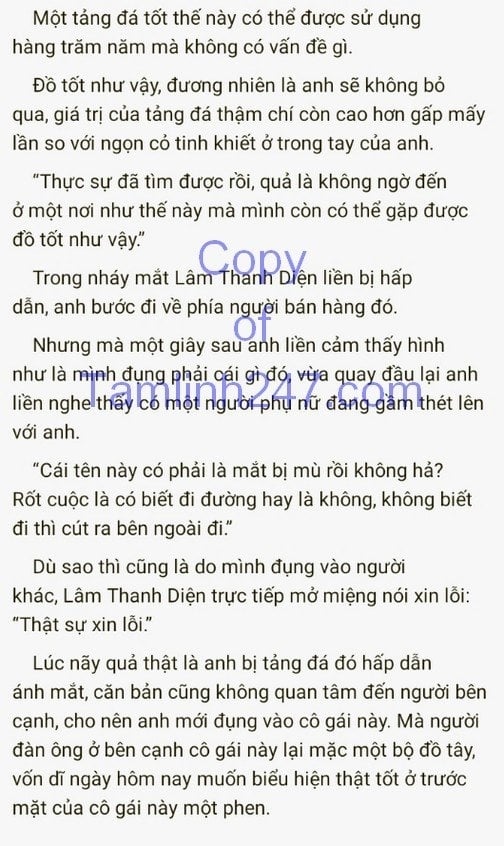 Một tảng đá tốt thế này có thể được sử dụng
hàng trăm năm mà không có vấn đề gì.
Đồ tốt như vậy, đương nhiên là anh sẽ không bỏ
qua, giá trị của tảng đá thậm chí còn cao hơn gấp mấy
lần so với ngọn cỏ tinh khiết ở trong tay của anh.
“Thực sự đã tìm được rồi, quả là không ngờ đến
ở một nơi như thế này mà mình còn có thể gặp được
đồ tốt như vậy.”
Copy
Trong nháy mắt Lâm Thanh Diện liền bị hấp
dẫn, anh bước đi về phía người bán hàng đó.
of
Nhưng mà một giây sau anh liền cảm thấy hình
như là mình đụng phải cái gì đó, vừa quay đầu lại anh
Tamlinh247.com
liền nghe thấy có một người phụ nữ đang gầm thét lên
với anh.
“Cái tên này có phải là mắt bị mù rồi không hả?
Rốt cuộc là có biết đi đường hay là không, không biết
đi thì cút ra bên ngoài đi.”
Dù sao thì cũng là do mình đụng vào người
khác, Lâm Thanh Diện trực tiếp mở miệng nói xin lỗi:
“Thật sự xin lỗi.”
Lúc nãy quả thật là anh bị tảng đá đó hấp dẫn
ánh mắt, căn bản cũng không quan tâm đến người bên
cạnh, cho nên anh mới đụng vào cô gái này. Mà người
đàn ông ở bên cạnh cô gái này lại mặc một bộ đồ tây,
vốn dĩ ngày hôm nay muốn biểu hiện thật tốt ở trước
mặt của cô gái này một phen.